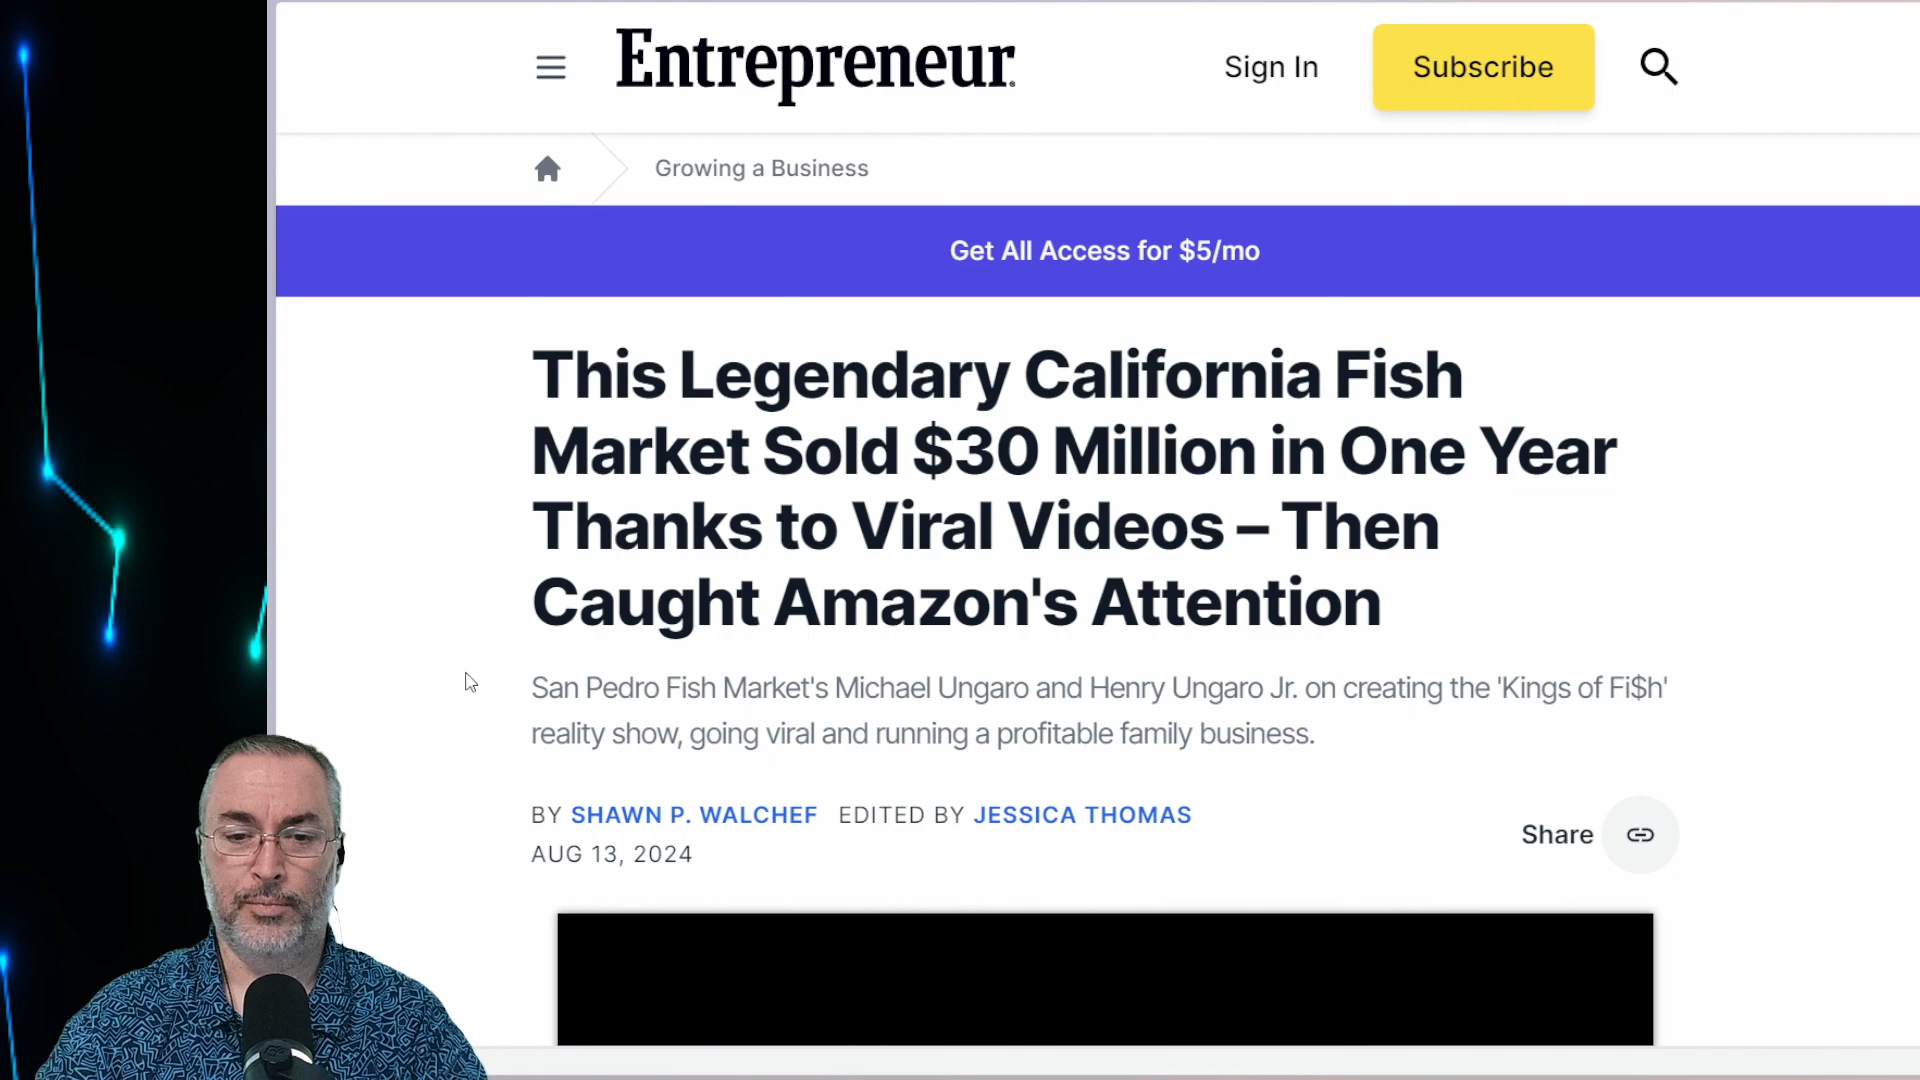 Entrepreneur
Sign In
Subscribe
Growing a Business
Get All Access for $5/mo
This Legendary California Fish
Market Sold $30 Million in One Year
Thanks to Viral Videos – Then
Caught Amazon's Attention
San Pedro Fish Market's Michael Ungaro and Henry Ungaro Jr. on creating the 'Kings of Fi$h'
reality show, going viral and running a profitable family business.
BY SHAWN P. WALCHEF EDITED BY JESSICA THOMAS
AUG 13, 2024
Share